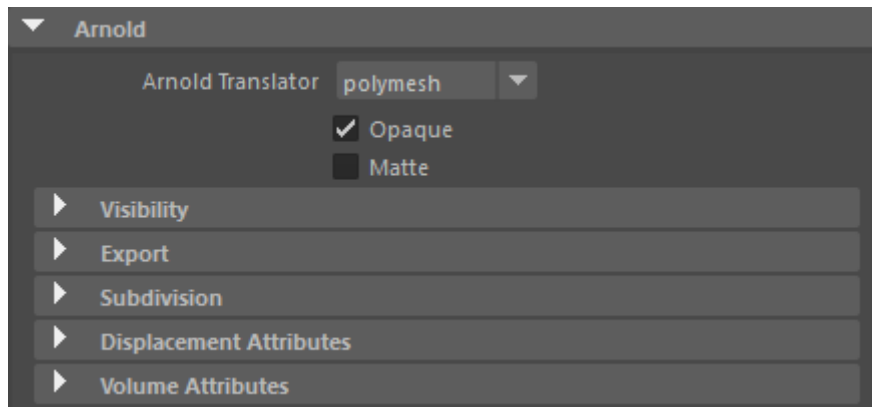 Arnold
Arnold Translator polymesh
Opaque
Matte
Visibility
Export
Subdivision
Displacement Attributes
Volume Attributes